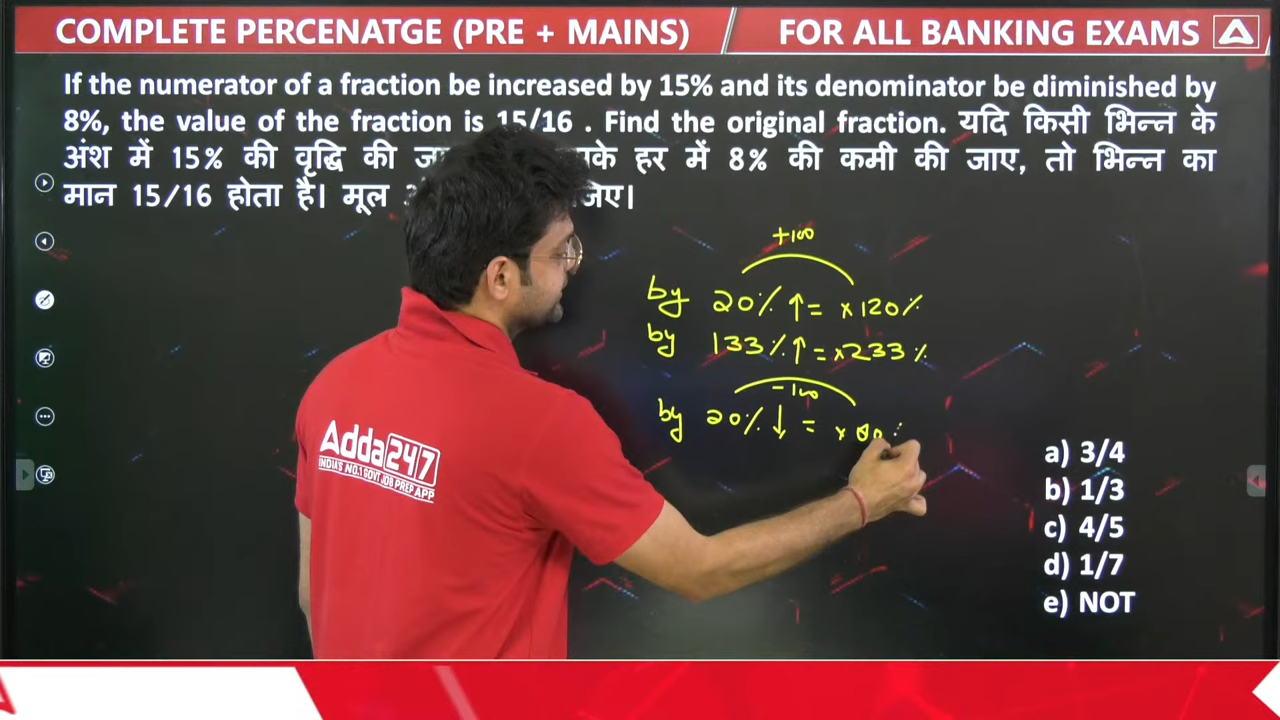 COMPLETE PERCENATGE (PRE + MAINS)
FOR ALL BANKING EXAMS
If the numerator of a fraction be increased by 15% and its denominator be diminished by
8%, the value of the fraction is 15/16 . Find the original fraction. यदि किसी भिन्न के
अंश में 15% की वृद्धि की हर में 8% की कमी की जाए, तो भिन्न का
मान 15/16 होता है। मूल
+100
by 20% ↑ = x 120%
by 133% ↑ = x 233%
-100
by 20% ↓ = x
Adda247
INDIA'S NO.1 GOVT JOB PREP APP
a) 3/4
b) 1/3
c) 4/5
d) 1/7
e) NOT